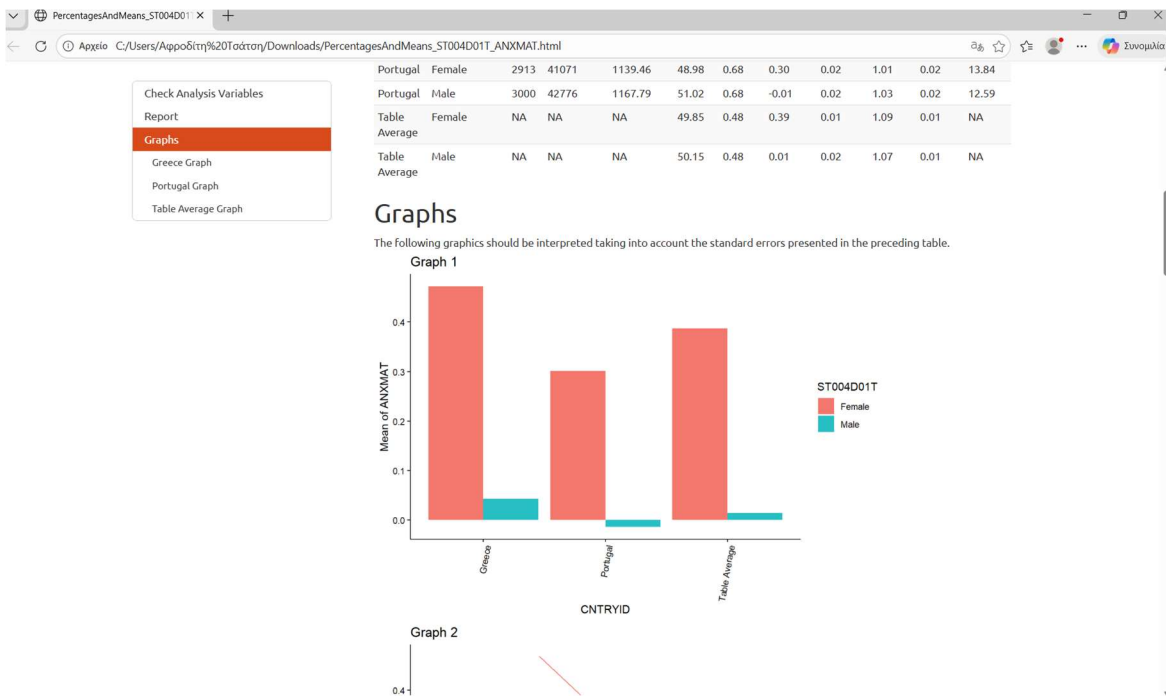 PercentagesAndMeans_ST004D01T
Αρχείο C:/Users/Αφροδίτη%20Τσάτση/Downloads/PercentagesAndMeans_ST004D01T_ANXMAT.html
Συνομιλία
Check Analysis Variables
Report
Graphs
Greece Graph
Portugal Graph
Table Average Graph
Portugal Female 2913 41071 1139.46 48.98 0.68 0.30 0.02 1.01 0.02 13.84
Portugal Male 3000 42776 1167.79 51.02 0.68 -0.01 0.02 1.03 0.02 12.59
Table Female NA NA NA 49.85 0.48 0.39 0.01 1.09 0.01 NA
Average
Table Male NA NA NA 50.15 0.48 0.01 0.02 1.07 0.01 NA
Average
Graphs
The following graphics should be interpreted taking into account the standard errors presented in the preceding table.
Graph 1
Mean of ANXMAT
0.4
0.3
0.2
0.1
0.0
Greece
Portugal
Table Average
CNTRYID
ST004D01T
Female
Male
Graph 2
0.4